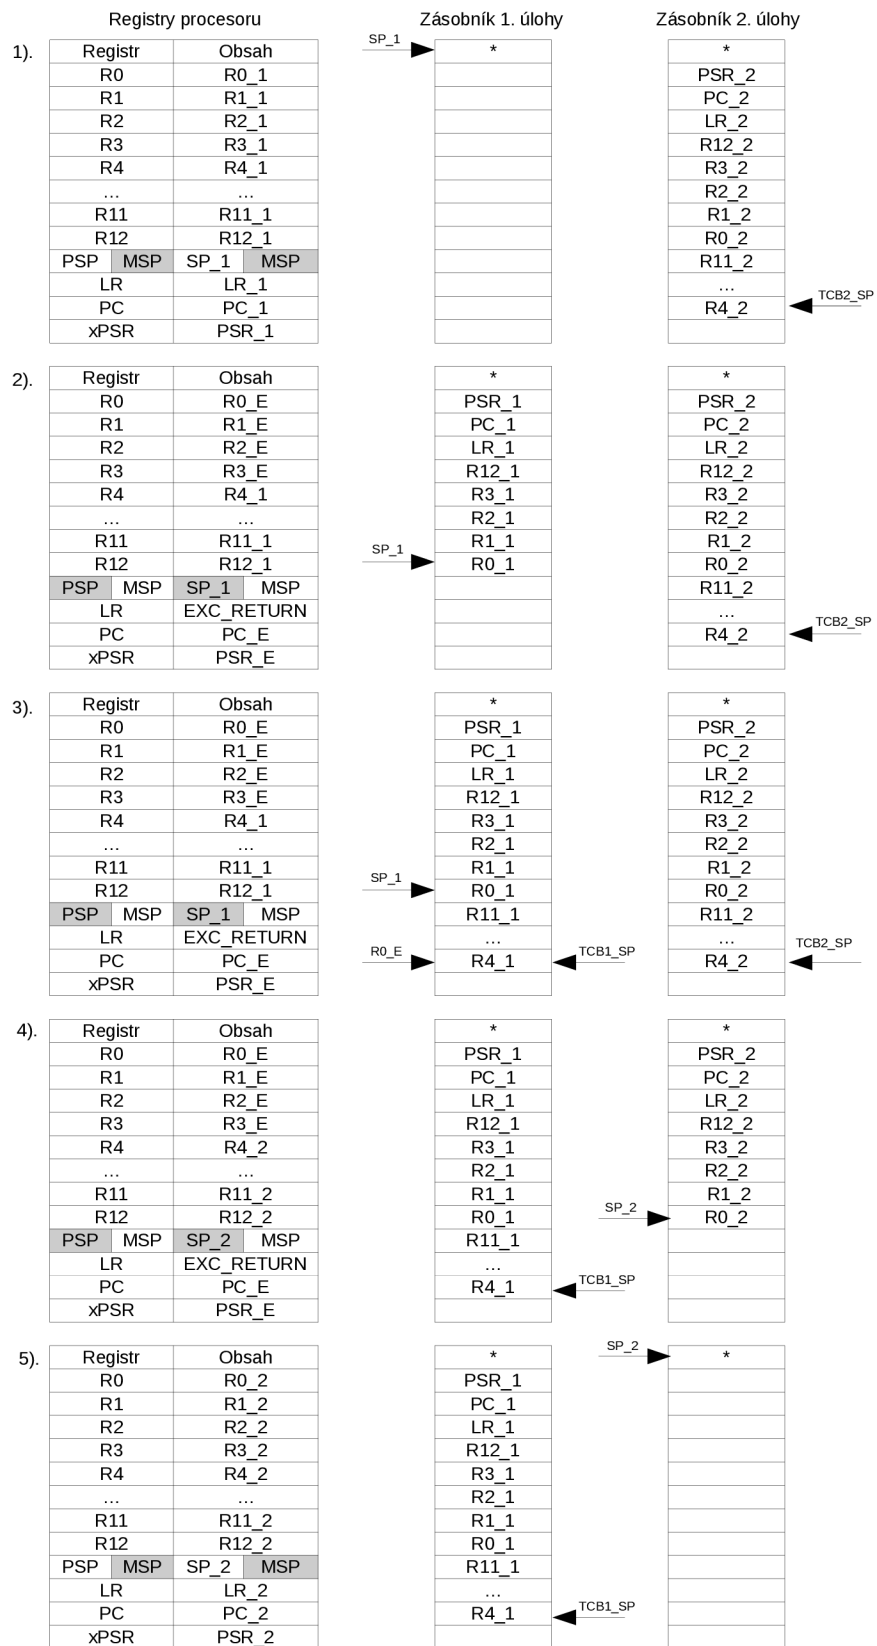 Registry procesoru Zásobník 1. úlohy Zásobník 2. úlohy
1). Registr Obsah SP_1 * *
R0 R0_1 PSR_2
R1 R1_1 PC_2
R2 R2_1 LR_2
R3 R3_1 R12_2
R4 R4_1 R3_2
... ... R2_2
R11 R11_1 R1_2
R12 R12_1 R0_2
PSP MSP SP_1 MSP R11_2
LR LR_1 ...
PC PC_1 R4_2 TCB2_SP
xPSR PSR_1
2). Registr Obsah * *
R0 R0_E PSR_1 PSR_2
R1 R1_E PC_1 PC_2
R2 R2_E LR_1 LR_2
R3 R3_E R12_1 R12_2
R4 R4_1 R3_1 R3_2
... ... R2_1 R2_2
R11 R11_1 R1_1 R1_2
R12 R12_1 SP_1 R0_1 R0_2
PSP MSP SP_1 MSP R11_2
LR EXC_RETURN ...
PC PC_E R4_2 TCB2_SP
xPSR PSR_E
3). Registr Obsah * *
R0 R0_E PSR_1 PSR_2
R1 R1_E PC_1 PC_2
R2 R2_E LR_1 LR_2
R3 R3_E R12_1 R12_2
R4 R4_1 R3_1 R3_2
... ... R2_1 R2_2
R11 R11_1 R1_1 R1_2
R12 R12_1 SP_1 R0_1 R0_2
PSP MSP SP_1 MSP R11_1 R11_2
LR EXC_RETURN ... ...
PC PC_E R0_E R4_1 TCB1_SP R4_2 TCB2_SP
xPSR PSR_E
4). Registr Obsah * *
R0 R0_E PSR_1 PSR_2
R1 R1_E PC_1 PC_2
R2 R2_E LR_1 LR_2
R3 R3_E R12_1 R12_2
R4 R4_2 R3_1 R3_2
... ... R2_1 R2_2
R11 R11_2 R1_1 R1_2
R12 R12_2 R0_1 SP_2 R0_2
PSP MSP SP_2 MSP R11_1
LR EXC_RETURN ...
PC PC_E R4_1 TCB1_SP
xPSR PSR_E
5). Registr Obsah * SP_2 *
R0 R0_2 PSR_1
R1 R1_2 PC_1
R2 R2_2 LR_1
R3 R3_2 R12_1
R4 R4_2 R3_1
... ... R2_1
R11 R11_2 R1_1
R12 R12_2 R0_1
PSP MSP SP_2 MSP R11_1
LR LR_2 ...
PC PC_2 R4_1 TCB1_SP
xPSR PSR_2